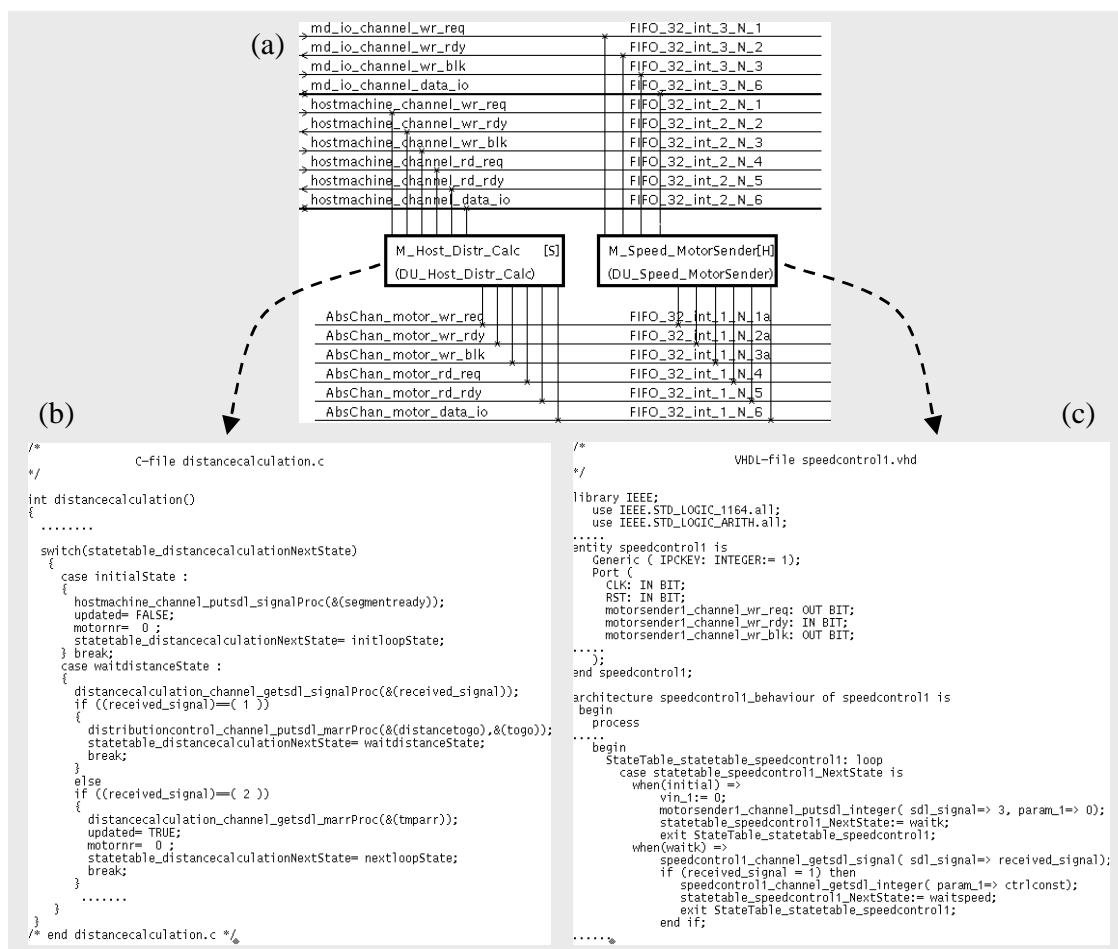 (a)
md_io_channel_wr_req FIFO_32_int_3_N_1
md_io_channel_wr_rdy FIFO_32_int_3_N_2
md_io_channel_wr_blk FIFO_32_int_3_N_3
md_io_channel_data_io FIFO_32_int_3_N_6
hostmachine_channel_wr_req FIFO_32_int_2_N_1
hostmachine_channel_wr_rdy FIFO_32_int_2_N_2
hostmachine_channel_wr_blk FIFO_32_int_2_N_3
hostmachine_channel_rd_req FIFO_32_int_2_N_4
hostmachine_channel_rd_rdy FIFO_32_int_2_N_5
hostmachine_channel_data_io FIFO_32_int_2_N_6
M_Host_Distr_Calc [S] M_Speed_MotorSender[H]
(DU_Host_Distr_Calc) (DU_Speed_MotorSender)
AbsChan_motor_wr_req FIFO_32_int_1_N_1a
AbsChan_motor_wr_rdy FIFO_32_int_1_N_2a
AbsChan_motor_wr_blk FIFO_32_int_1_N_3a
AbsChan_motor_rd_req FIFO_32_int_1_N_4
AbsChan_motor_rd_rdy FIFO_32_int_1_N_5
AbsChan_motor_data_io FIFO_32_int_1_N_6
(b)
/*
C-file distancecalculation.c
*/
int distancecalculation()
{
........
switch(statetable_distancecalculationNextState)
{
case initialState :
{
hostmachine_channel_putsdl_signalProc(&(segmentready));
updated= FALSE;
motornr= 0 ;
statetable_distancecalculationNextState= initloopState;
} break;
case waitdistanceState :
{
distancecalculation_channel_getsdl_signalProc(&(received_signal));
if ((received_signal)==( 1 ))
{
distributioncontrol_channel_putsdl_marrProc(&(distancetogo),&(togo));
statetable_distancecalculationNextState= waitdistanceState;
break;
}
else
if ((received_signal)==( 2 ))
{
distancecalculation_channel_getsdl_marrProc(&(tmparr));
updated= TRUE;
motornr= 0 ;
statetable_distancecalculationNextState= nextloopState;
break;
}
.......
}
}
/* end distancecalculation.c */
(c)
/*
VHDL-file speedcontrol1.vhd
*/
library IEEE;
use IEEE.STD_LOGIC_1164.all;
use IEEE.STD_LOGIC_ARITH.all;
.....
entity speedcontrol1 is
Generic ( IPCKEY: INTEGER:= 1);
Port (
CLK: IN BIT;
RST: IN BIT;
motorsender1_channel_wr_req: OUT BIT;
motorsender1_channel_wr_rdy: IN BIT;
motorsender1_channel_wr_blk: OUT BIT;
.....
);
end speedcontrol1;
architecture speedcontrol1_behaviour of speedcontrol1 is
begin
process
.....
begin
StateTable_statetable_speedcontrol1: loop
case statetable_speedcontrol1_NextState is
when(initial) =>
vin_1:= 0;
motorsender1_channel_putsdl_integer( sdl_signal=> 3, param_1=> 0);
statetable_speedcontrol1_NextState:= waitk;
exit StateTable_statetable_speedcontrol1;
when(waitk) =>
speedcontrol1_channel_getsdl_signal( sdl_signal=> received_signal);
if (received_signal = 1) then
speedcontrol1_channel_getsdl_integer( param_1=> ctrlconst);
statetable_speedcontrol1_NextState:= waitspeed;
exit StateTable_statetable_speedcontrol1;
end if;
......